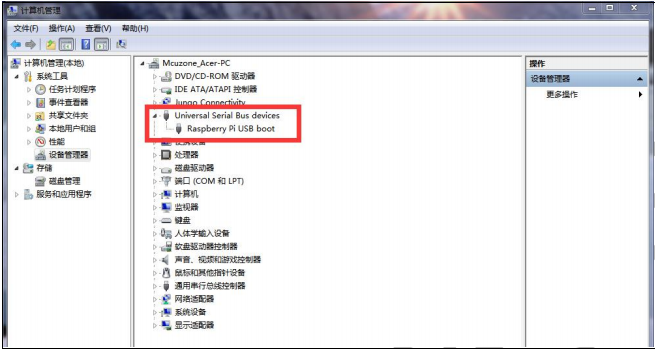 计算机管理
文件(F) 操作(A) 查看(V) 帮助(H)
计算机管理(本地)
系统工具
任务计划程序
事件查看器
共享文件夹
本地用户和组
性能
设备管理器
存储
磁盘管理
服务和应用程序
Mcuzone_Acer-PC
DVD/CD-ROM 驱动器
IDE ATA/ATAPI 控制器
Jungo Connectivity
Universal Serial Bus devices
Raspberry Pi USB boot
便携设备
处理器
磁盘驱动器
端口 (COM 和 LPT)
计算机
监视器
键盘
人体学输入设备
软盘驱动器控制器
声音、视频和游戏控制器
鼠标和其他指针设备
通用串行总线控制器
网络适配器
系统设备
显示适配器
操作
设备管理器
更多操作